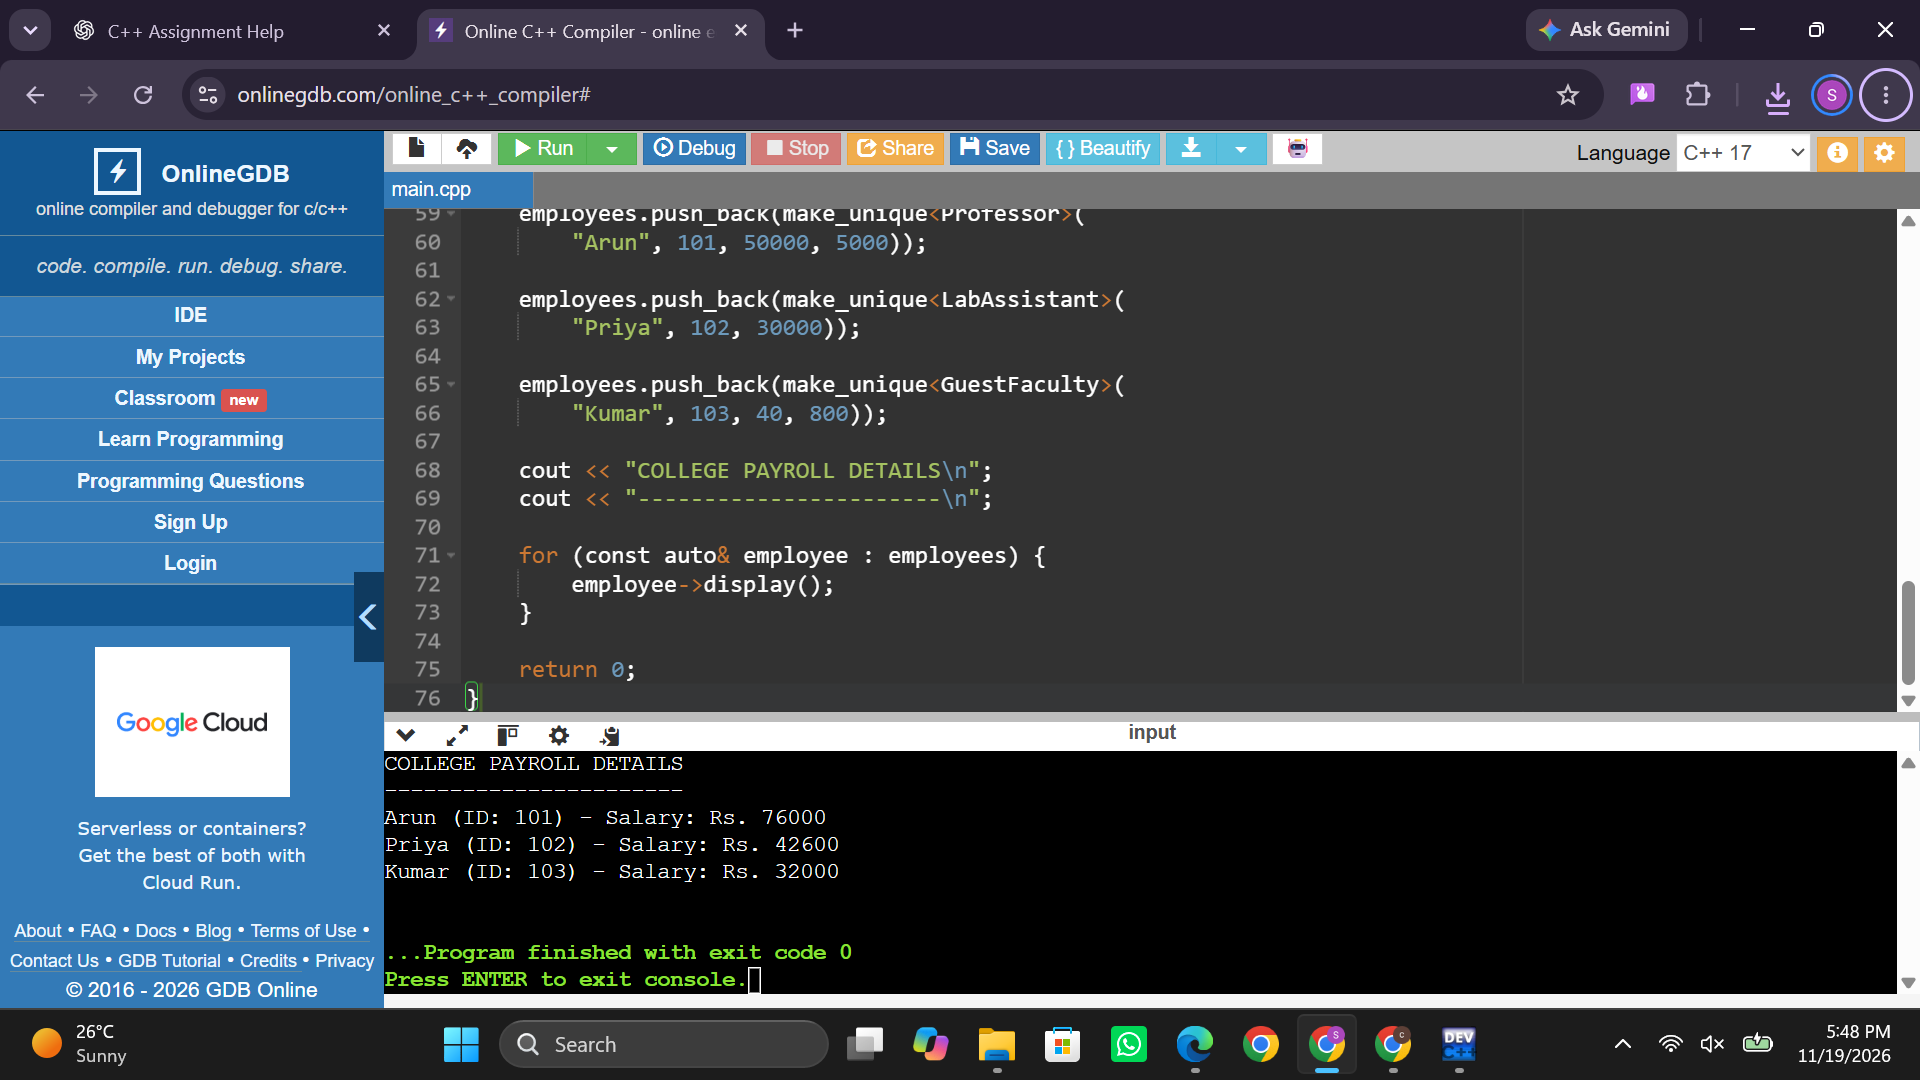 C++ Assignment Help
Online C++ Compiler - online e
Ask Gemini
onlinegdb.com/online_c++_compiler#
S
OnlineGDB
online compiler and debugger for c/c++
code. compile. run. debug. share.
IDE
My Projects
Classroom new
Learn Programming
Programming Questions
Sign Up
Login
Google Cloud
Serverless or containers?
Get the best of both with
Cloud Run.
About • FAQ • Docs • Blog • Terms of Use •
Contact Us • GDB Tutorial • Credits • Privacy
© 2016 - 2026 GDB Online
Run
Debug
Stop
Share
Save
{ } Beautify
Language C++ 17
main.cpp
59 employees.push_back(make_unique<Professor>(
60 "Arun", 101, 50000, 5000));
61
62 employees.push_back(make_unique<LabAssistant>(
63 "Priya", 102, 30000));
64
65 employees.push_back(make_unique<GuestFaculty>(
66 "Kumar", 103, 40, 800));
67
68 cout << "COLLEGE PAYROLL DETAILS\n";
69 cout << "-----------------------\n";
70
71 for (const auto& employee : employees) {
72 employee->display();
73 }
74
75 return 0;
76 }
input
COLLEGE PAYROLL DETAILS
-----------------------
Arun (ID: 101) - Salary: Rs. 76000
Priya (ID: 102) - Salary: Rs. 42600
Kumar (ID: 103) - Salary: Rs. 32000
...Program finished with exit code 0
Press ENTER to exit console.
26°C
Sunny
Search
S
C
DEV
C++
5:48 PM
11/19/2026